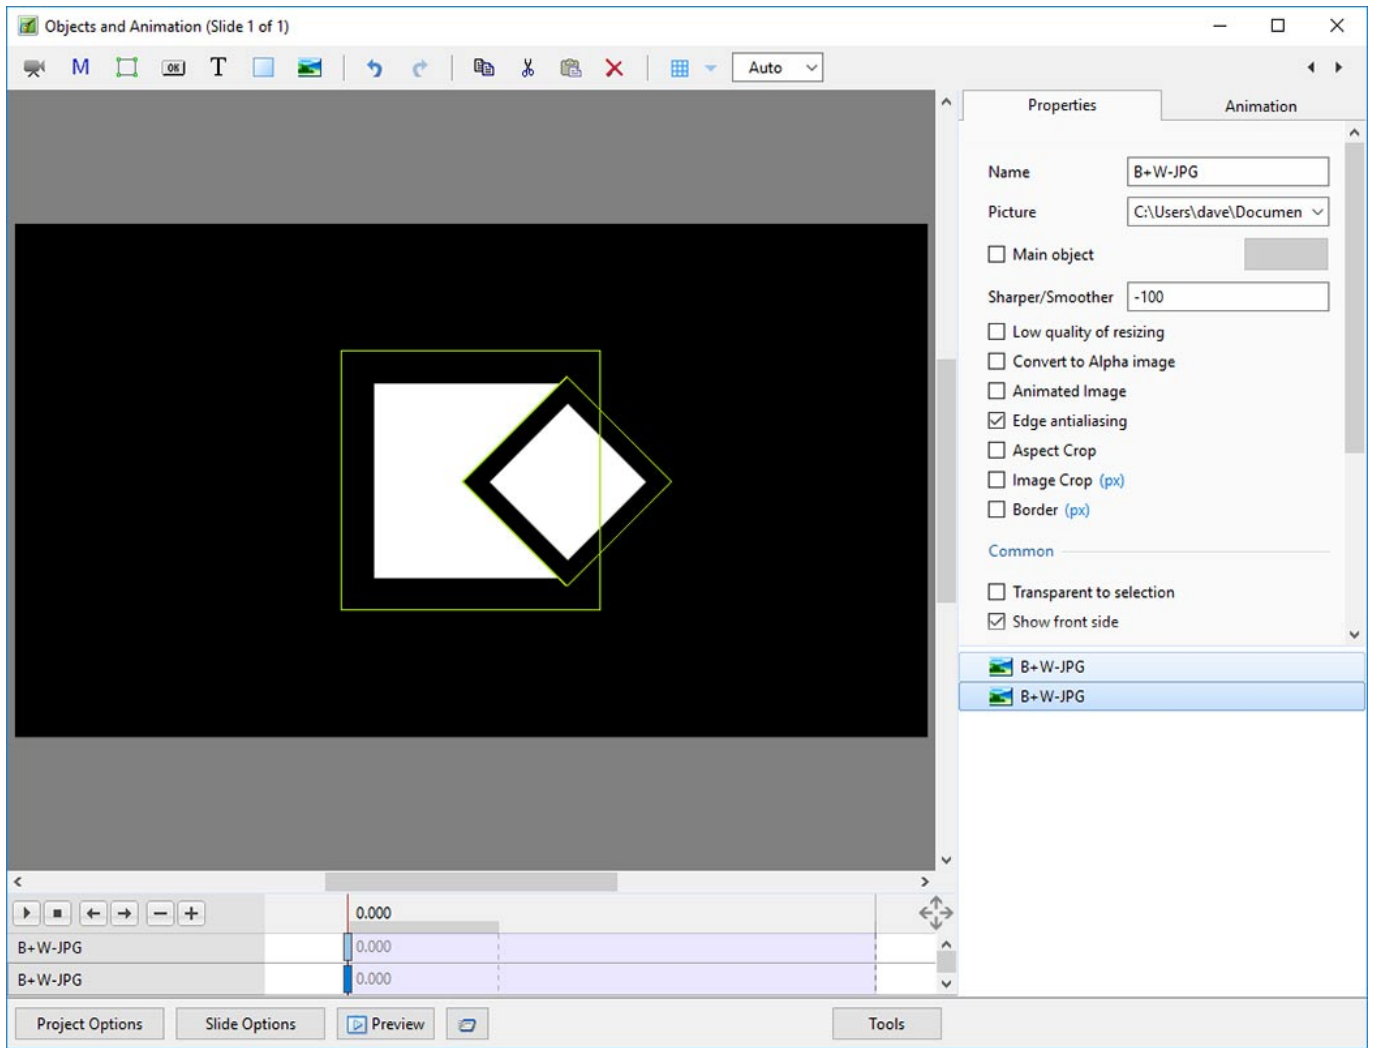 Objects and Animation (Slide 1 of 1)
M OK T Auto
Properties Animation
Name B+W-JPG
Picture C:\Users\dave\Documen
Main object
Sharper/Smoother -100
Low quality of resizing
Convert to Alpha image
Animated Image
Edge antialiasing
Aspect Crop
Image Crop (px)
Border (px)
Common
Transparent to selection
Show front side
B+W-JPG
B+W-JPG
0.000
B+W-JPG 0.000
B+W-JPG 0.000
Project Options Slide Options Preview Tools